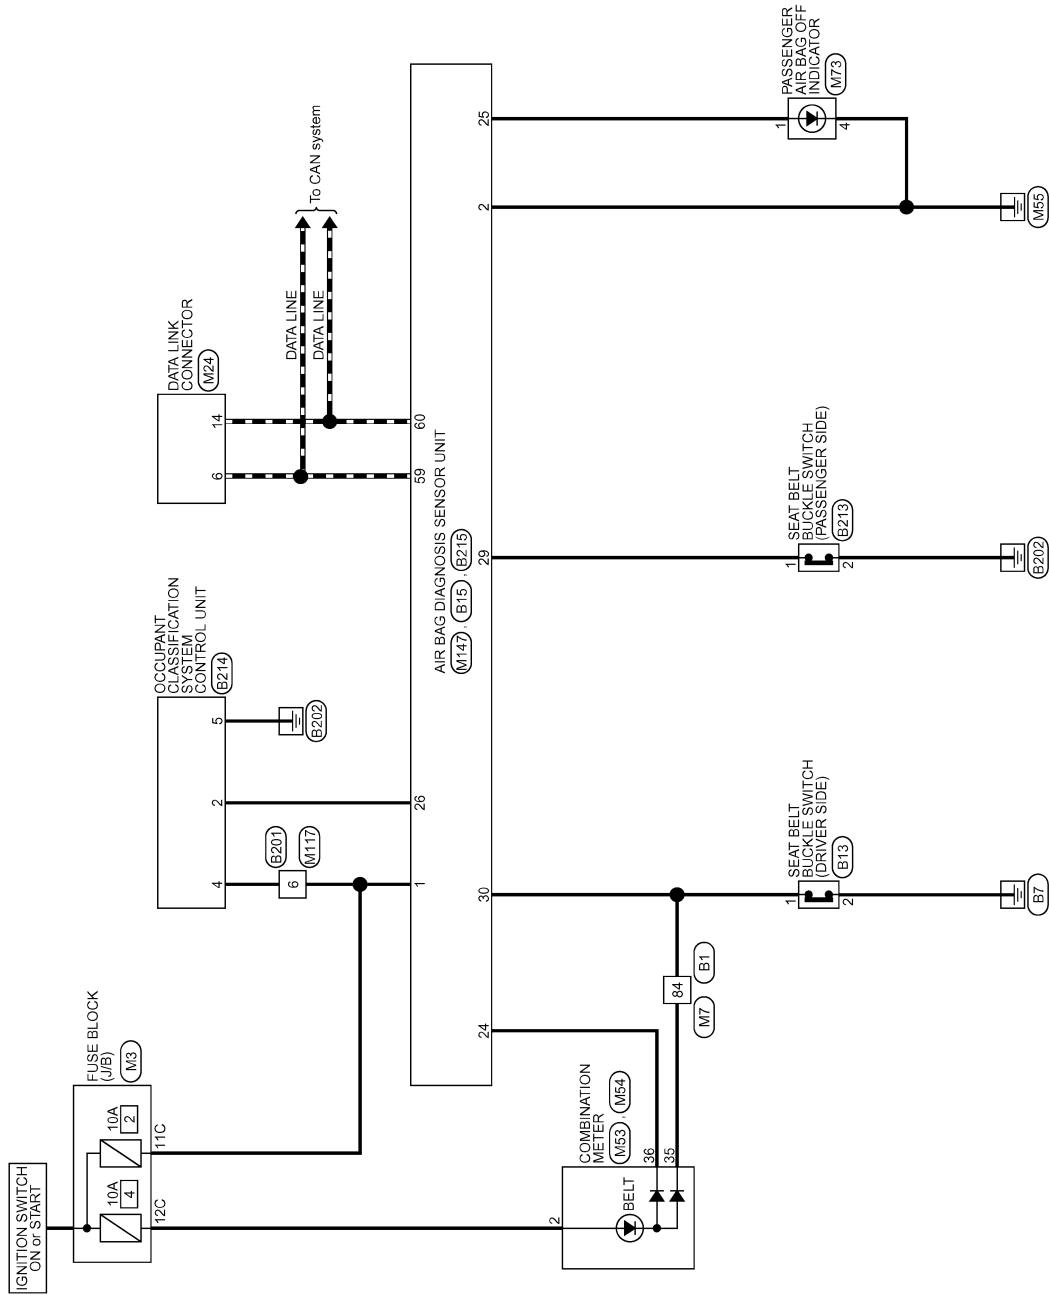 IGNITION SWITCH
ON or START
FUSE BLOCK
(J/B)
M3
10A
4
10A
2
12C
11C
OCCUPANT
CLASSIFICATION
SYSTEM
CONTROL UNIT
B214
4
2
5
B201
6
M117
B202
DATA LINK
CONNECTOR
M24
6
14
DATA LINE
DATA LINE
To CAN system
1
26
59
60
AIR BAG DIAGNOSIS SENSOR UNIT
M147 , B15 , B215
24
30
29
2
25
COMBINATION
METER
M53 , M54
2
BELT
36
35
M7
84
B1
SEAT BELT
BUCKLE SWITCH
(DRIVER SIDE)
B13
1
2
B7
SEAT BELT
BUCKLE SWITCH
(PASSENGER SIDE)
B213
1
2
B202
PASSENGER
AIR BAG OFF
INDICATOR
M73
1
4
M55